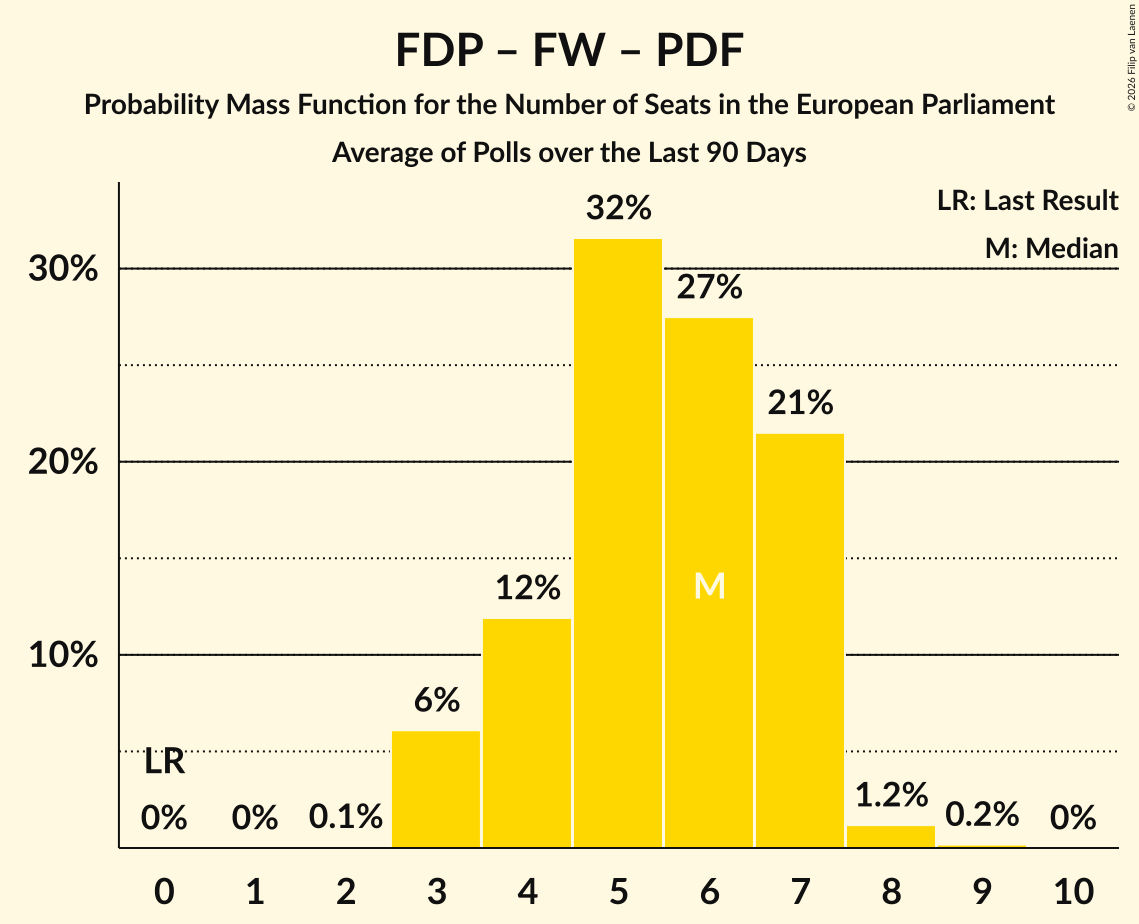 FDP – FW – PDF
Probability Mass Function for the Number of Seats in the European Parliament
Average of Polls over the Last 90 Days
© 2026 Filip van Laenen
LR: Last Result
M: Median
30%
20%
10%
32%
27%
21%
12%
6%
LR
0%
0%
0.1%
1.2%
0.2%
0%
M
0 1 2 3 4 5 6 7 8 9 10